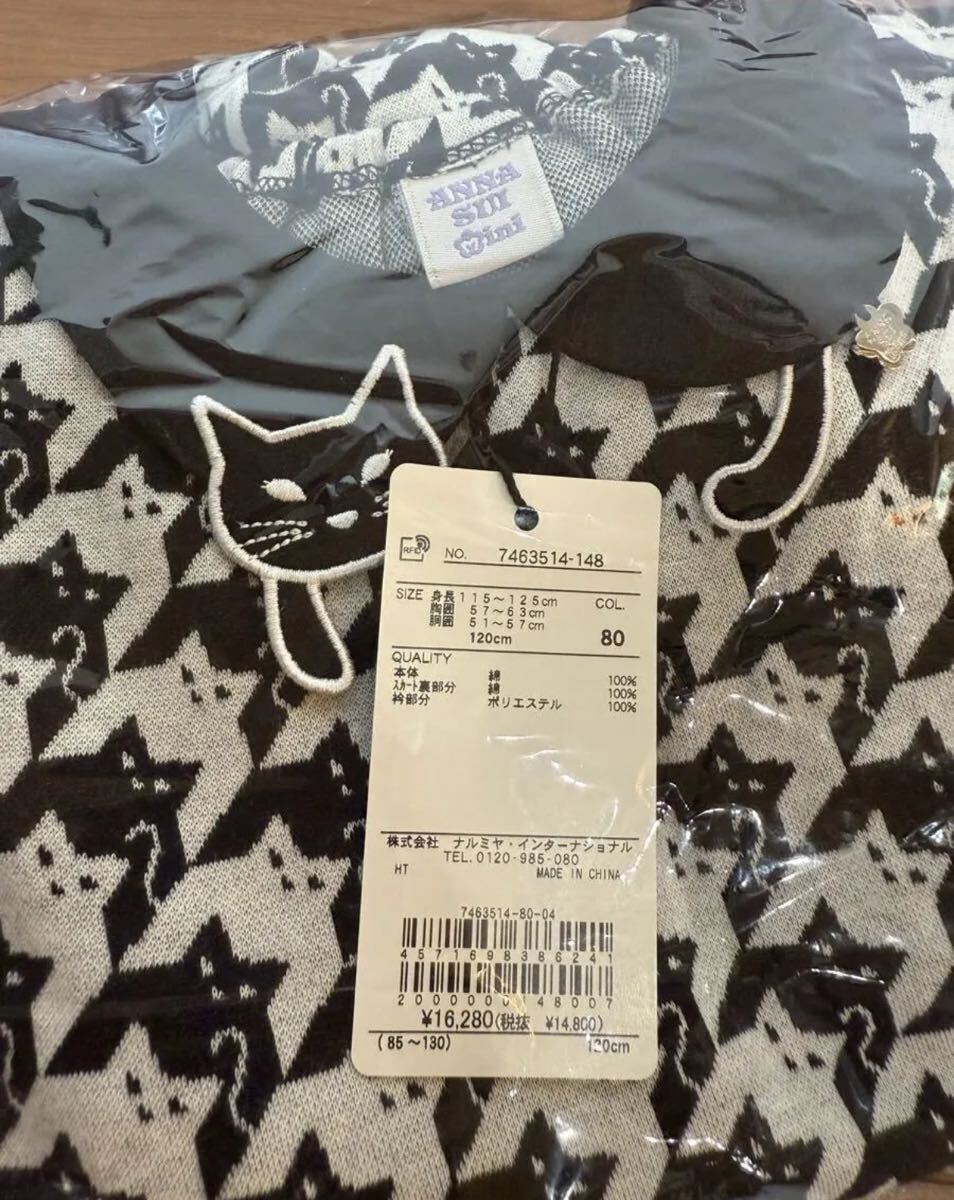 ANNA
SUI
mini
RFID
NO. 7463514-148
SIZE 身長 115～125cm COL.
胸囲 57～63cm
胴囲 51～57cm
120cm 80
QUALITY
本体 綿 100%
スカート裏部分 綿 100%
衿部分 ポリエステル 100%
株式会社 ナルミヤ・インターナショナル
TEL.0120-985-080
HT MADE IN CHINA
7463514-80-04
4571698386241
¥16,280(税抜 ¥14,800)
(85～130) 120cm